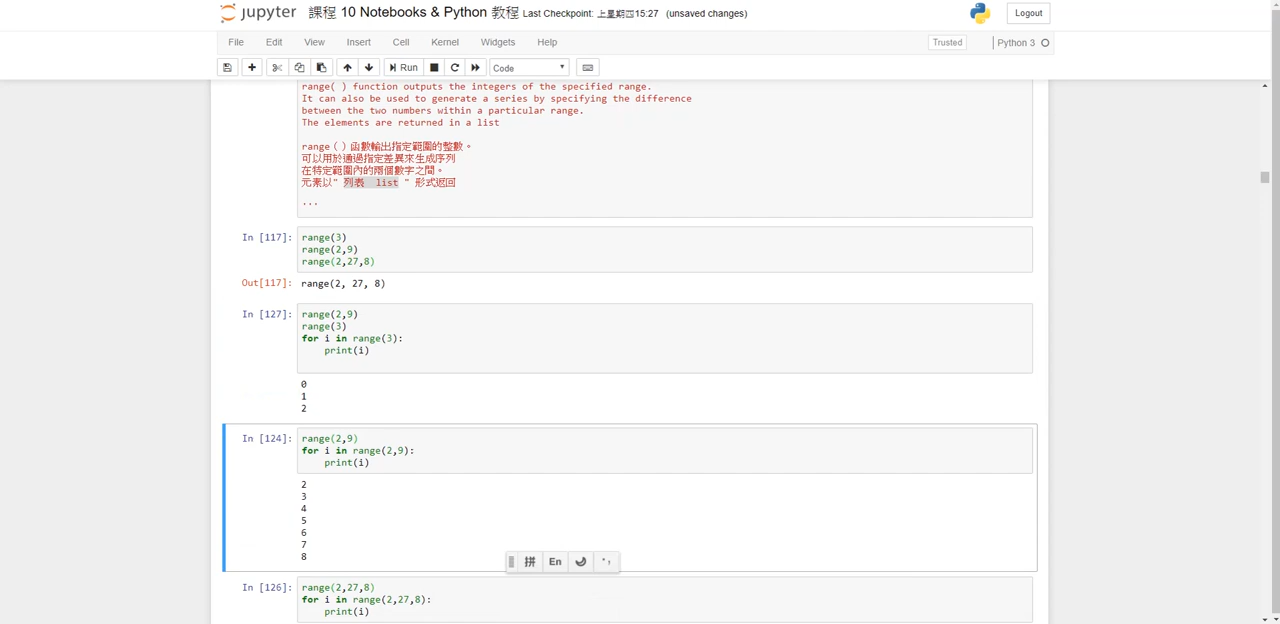 jupyter 課程 10 Notebooks & Python 教程 Last Checkpoint: 上星期四15:27 (unsaved changes)
Logout
File Edit View Insert Cell Kernel Widgets Help
Trusted
Python 3
Run
Code
range( ) function outputs the integers of the specified range.
It can also be used to generate a series by specifying the difference
between the two numbers within a particular range.
The elements are returned in a list
range ( ) 函數輸出指定範圍的整數。
可以用於通過指定差異來生成序列
在特定範圍內的兩個數字之間。
元素以" 列表  list " 形式返回
...
In [117]:
range(3)
range(2,9)
range(2,27,8)
Out[117]: range(2, 27, 8)
In [127]:
range(2,9)
range(3)
for i in range(3):
    print(i)
0
1
2
In [124]:
range(2,9)
for i in range(2,9):
    print(i)
2
3
4
5
6
7
8
拼 En
In [126]:
range(2,27,8)
for i in range(2,27,8):
    print(i)